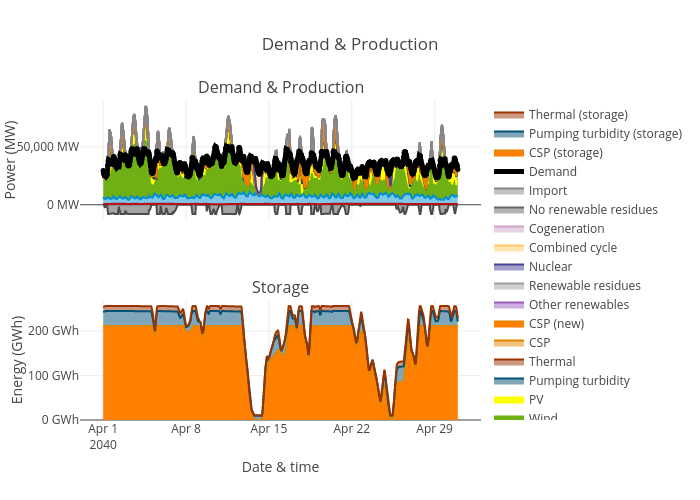 Demand & Production
Demand & Production
Power (MW)
50,000 MW
0 MW
Storage
Energy (GWh)
200 GWh
100 GWh
0 GWh
Apr 1
2040
Apr 8
Apr 15
Apr 22
Apr 29
Date & time
Thermal (storage)
Pumping turbidity (storage)
CSP (storage)
Demand
Import
No renewable residues
Cogeneration
Combined cycle
Nuclear
Renewable residues
Other renewables
CSP (new)
CSP
Thermal
Pumping turbidity
PV
Wind